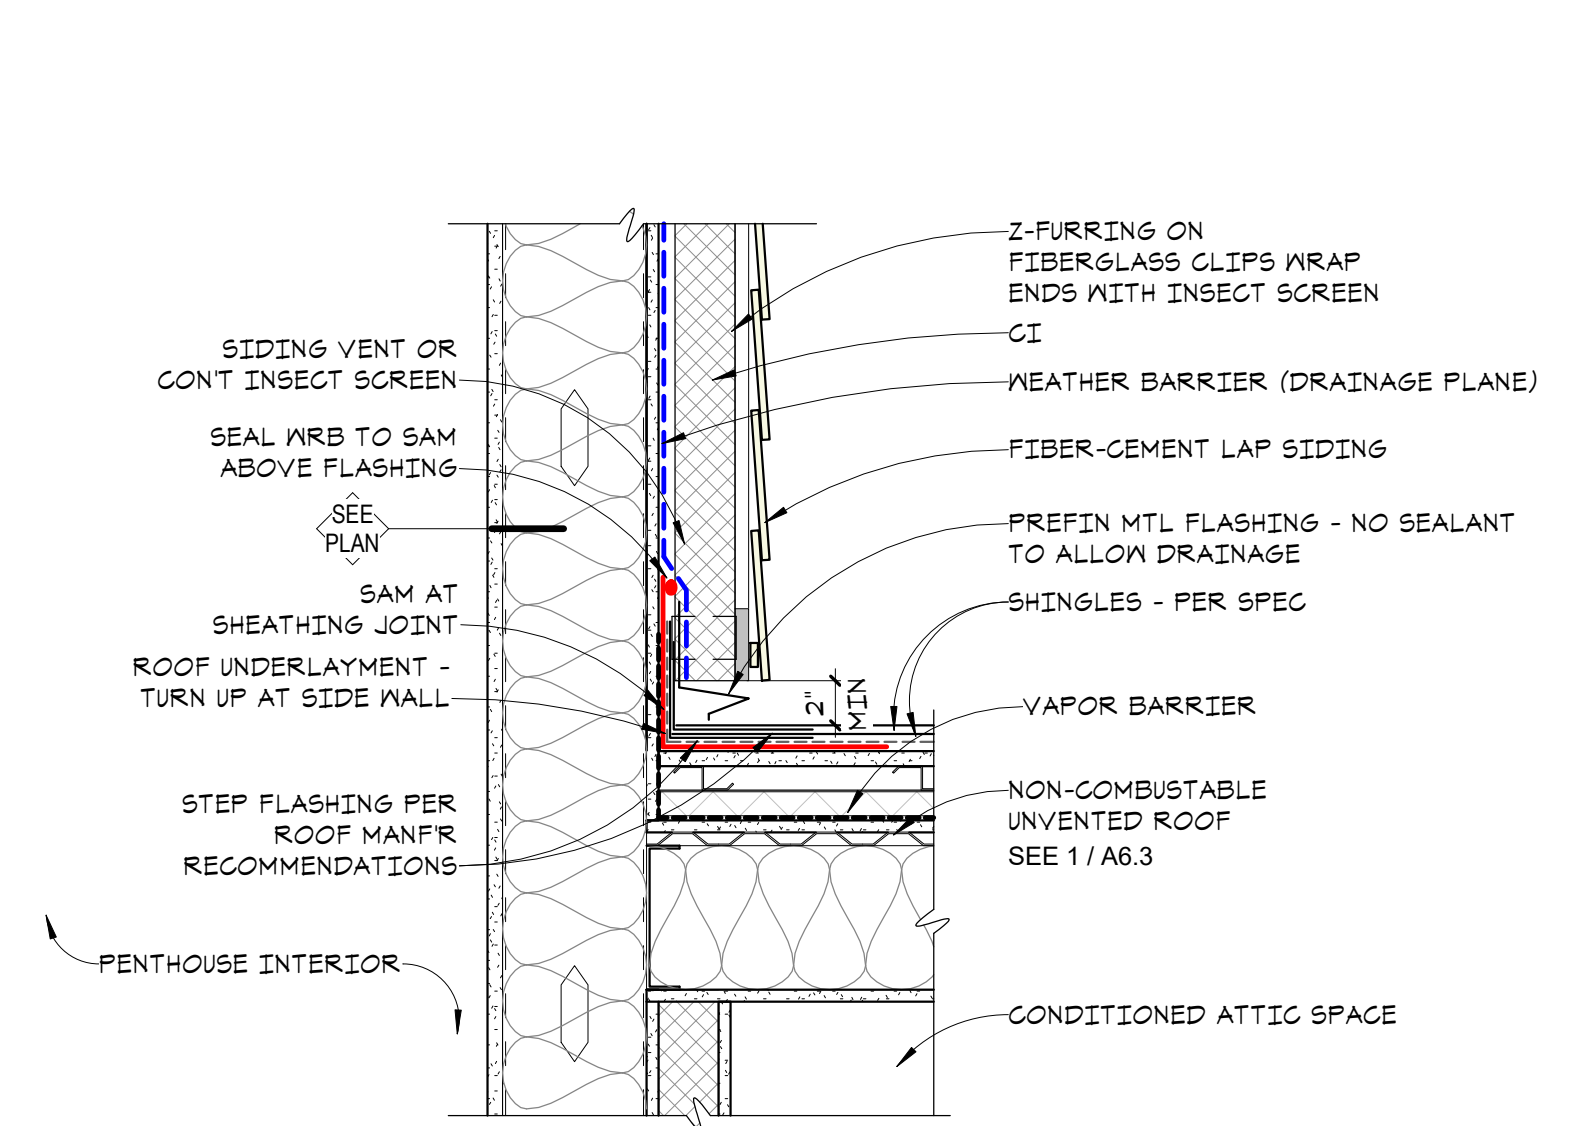 Z-FURRING ON
FIBERGLASS CLIPS WRAP
ENDS WITH INSECT SCREEN
CI
WEATHER BARRIER (DRAINAGE PLANE)
FIBER-CEMENT LAP SIDING
PREFIN MTL FLASHING - NO SEALANT
TO ALLOW DRAINAGE
SHINGLES - PER SPEC
2"
MIN
VAPOR BARRIER
NON-COMBUSTABLE
UNVENTED ROOF
SEE 1 / A6.3
CONDITIONED ATTIC SPACE
SIDING VENT OR
CON'T INSECT SCREEN
SEAL WRB TO SAM
ABOVE FLASHING
SEE
PLAN
SAM AT
SHEATHING JOINT
ROOF UNDERLAYMENT -
TURN UP AT SIDE WALL
STEP FLASHING PER
ROOF MANF'R
RECOMMENDATIONS
PENTHOUSE INTERIOR